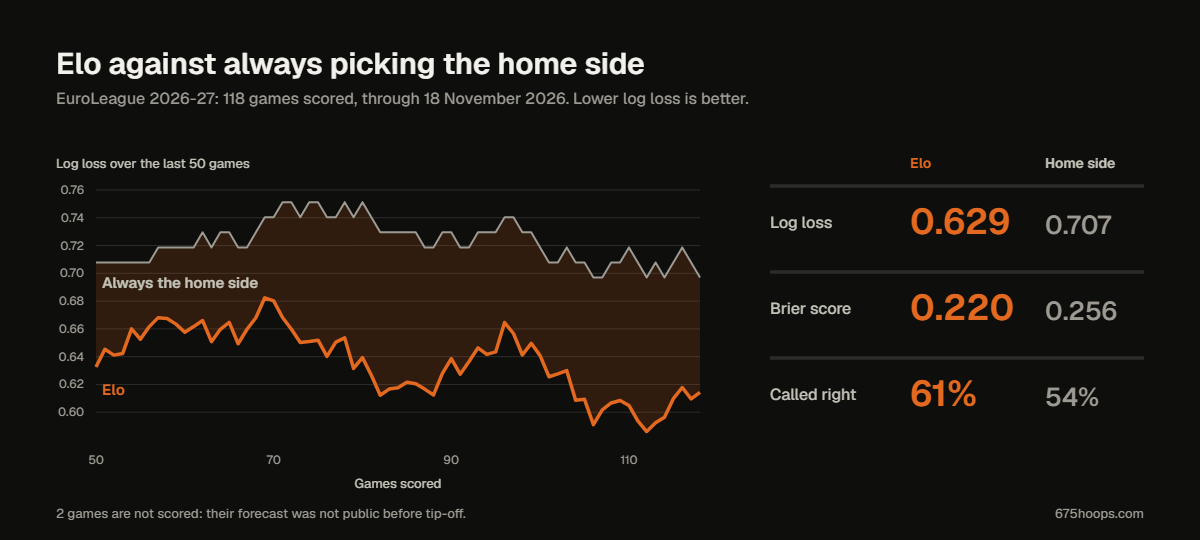 Elo against always picking the home side
EuroLeague 2026-27: 118 games scored, through 18 November 2026. Lower log loss is better.
Log loss over the last 50 games
0.76
0.74
0.72
0.70
0.68
0.66
0.64
0.62
0.60
Always the home side
Elo
50 70 90 110
Games scored
Elo Home side
Log loss 0.629 0.707
Brier score 0.220 0.256
Called right 61% 54%
2 games are not scored: their forecast was not public before tip-off.
675hoops.com